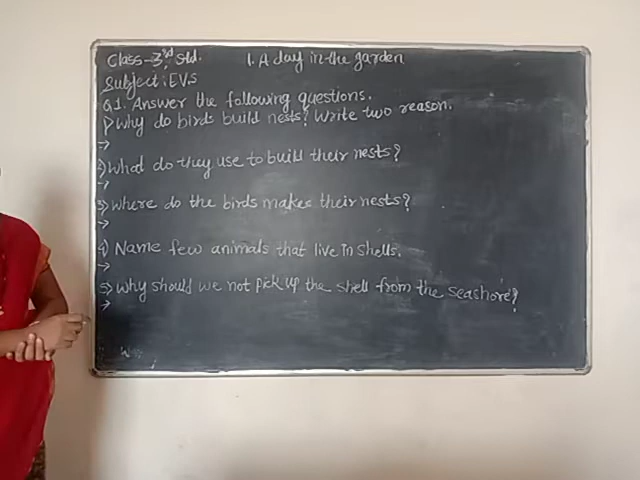 Class-3rd std. 1. A day in the garden
Subject: EVS
Q1. Answer the following questions.
1) Why do birds build nests? Write two reason.
→
2) What do they use to build their nests?
→
3) Where do the birds makes their nests?
→
4) Name few animals that live in shells.
→
5) Why should we not pick up the shell from the seashore?
→